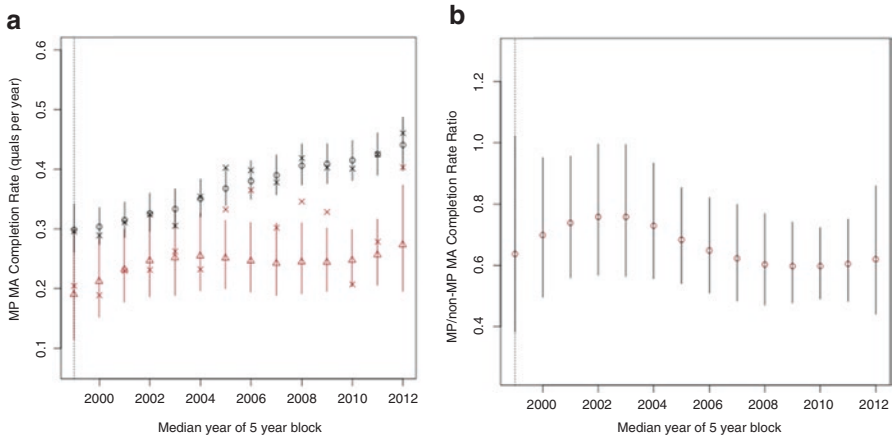 a
MP MA Completion Rate (quals per year)
0.6
0.5
0.4
0.3
0.2
0.1
2000 2002 2004 2006 2008 2010 2012
Median year of 5 year block
b
MP/non-MP MA Completion Rate Ratio
1.2
1.0
0.8
0.6
0.4
2000 2002 2004 2006 2008 2010 2012
Median year of 5 year block